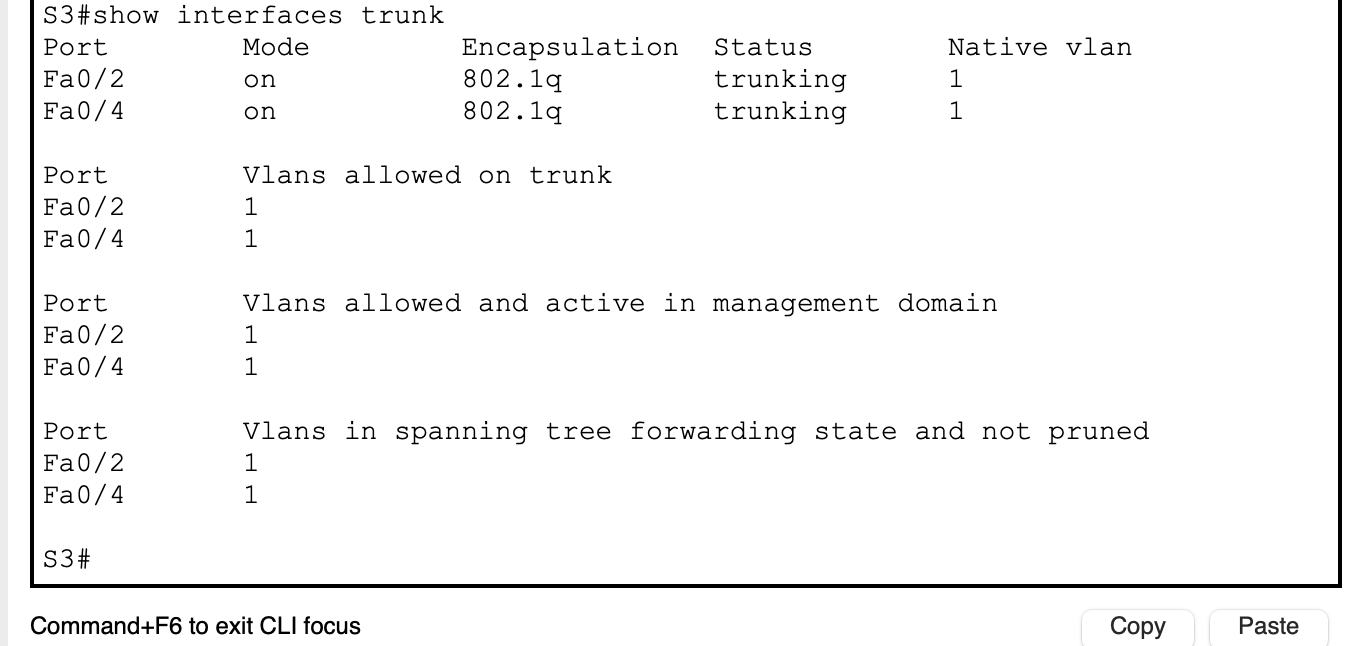 S3#show interfaces trunk
Port Mode Encapsulation Status Native vlan
Fa0/2 on 802.1q trunking 1
Fa0/4 on 802.1q trunking 1
Port Vlans allowed on trunk
Fa0/2 1
Fa0/4 1
Port Vlans allowed and active in management domain
Fa0/2 1
Fa0/4 1
Port Vlans in spanning tree forwarding state and not pruned
Fa0/2 1
Fa0/4 1
S3#
Command+F6 to exit CLI focus
Copy Paste